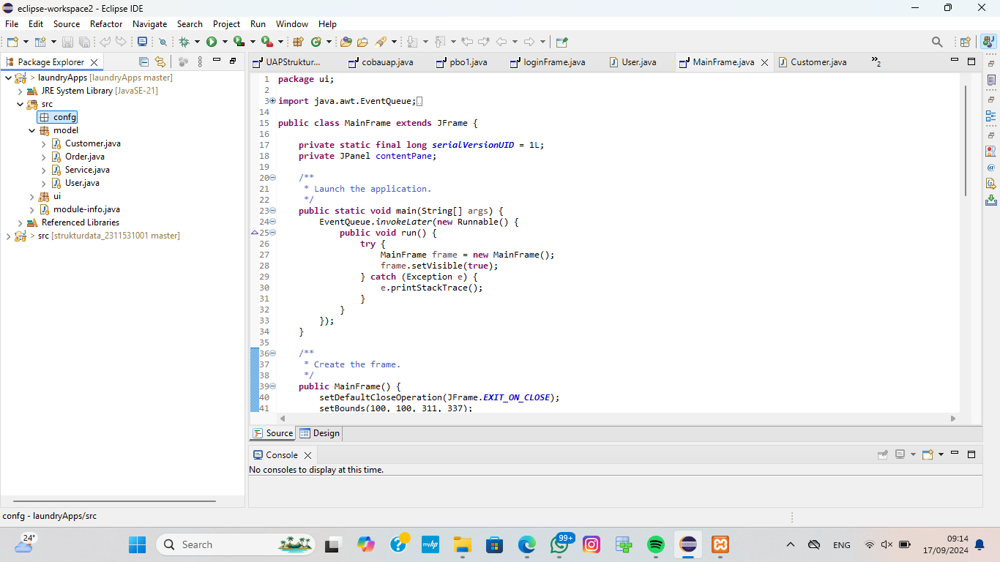 eclipse-workspace2 - Eclipse IDE
File Edit Source Refactor Navigate Search Project Run Window Help
Package Explorer
> laundryApps [laundryApps master]
JRE System Library [JavaSE-21]
src
confg
model
Customer.java
Order.java
Service.java
User.java
ui
module-info.java
Referenced Libraries
> src [strukturdata_2311531001 master]
UAPStruktur... cobauap.java pbo1.java loginFrame.java User.java MainFrame.java Customer.java »2
1 package ui;
2
3 import java.awt.EventQueue;
14
15 public class MainFrame extends JFrame {
16
17 private static final long serialVersionUID = 1L;
18 private JPanel contentPane;
19
20 /**
21 * Launch the application.
22 */
23 public static void main(String[] args) {
24 EventQueue.invokeLater(new Runnable() {
25 public void run() {
26 try {
27 MainFrame frame = new MainFrame();
28 frame.setVisible(true);
29 } catch (Exception e) {
30 e.printStackTrace();
31 }
32 }
33 });
34 }
35
36 /**
37 * Create the frame.
38 */
39 public MainFrame() {
40 setDefaultCloseOperation(JFrame.EXIT_ON_CLOSE);
41 setBounds(100, 100, 311, 337);
Source Design
Console
No consoles to display at this time.
confg - laundryApps/src
24°
Search
myhp
99+
ENG
09:14
17/09/2024